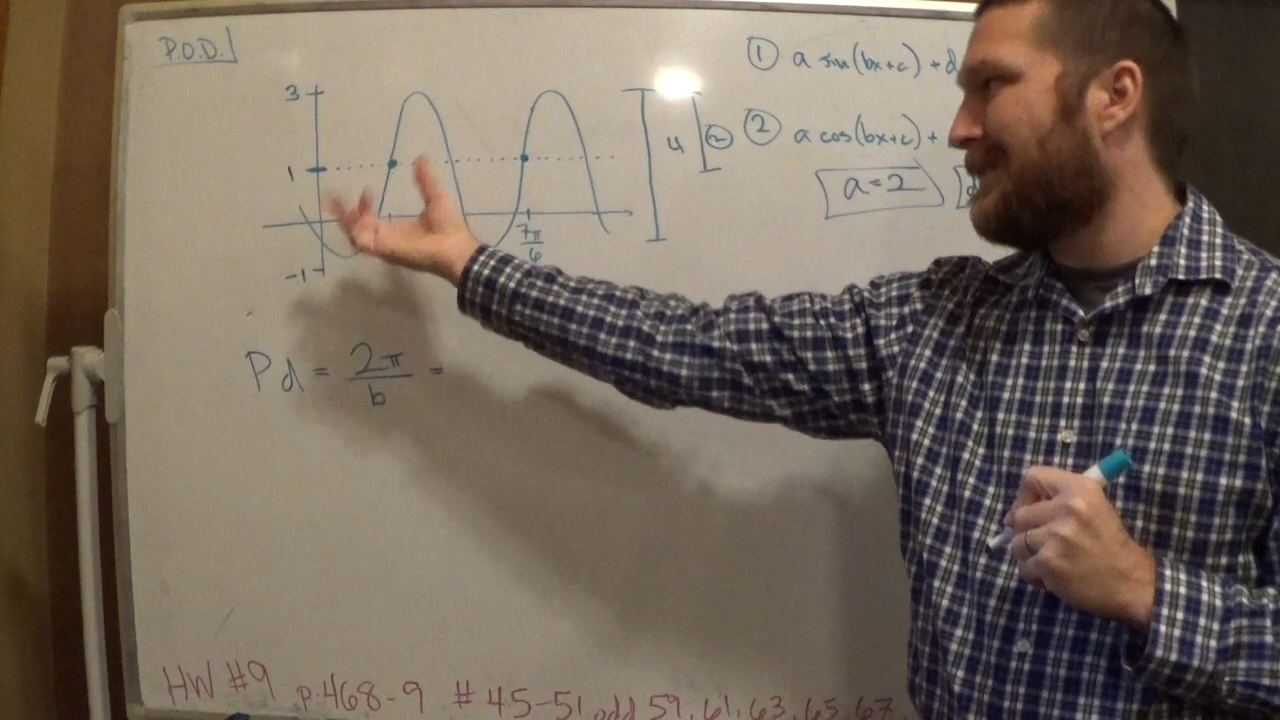 P.O.D.
① a sin(bx+c) + d
3
② a cos(bx+c) +
4
②
1
a=2
7π/6
-1
Pd = 2π/b =
HW #9 p.468-9 # 45-51 odd 59, 61, 63, 65, 67